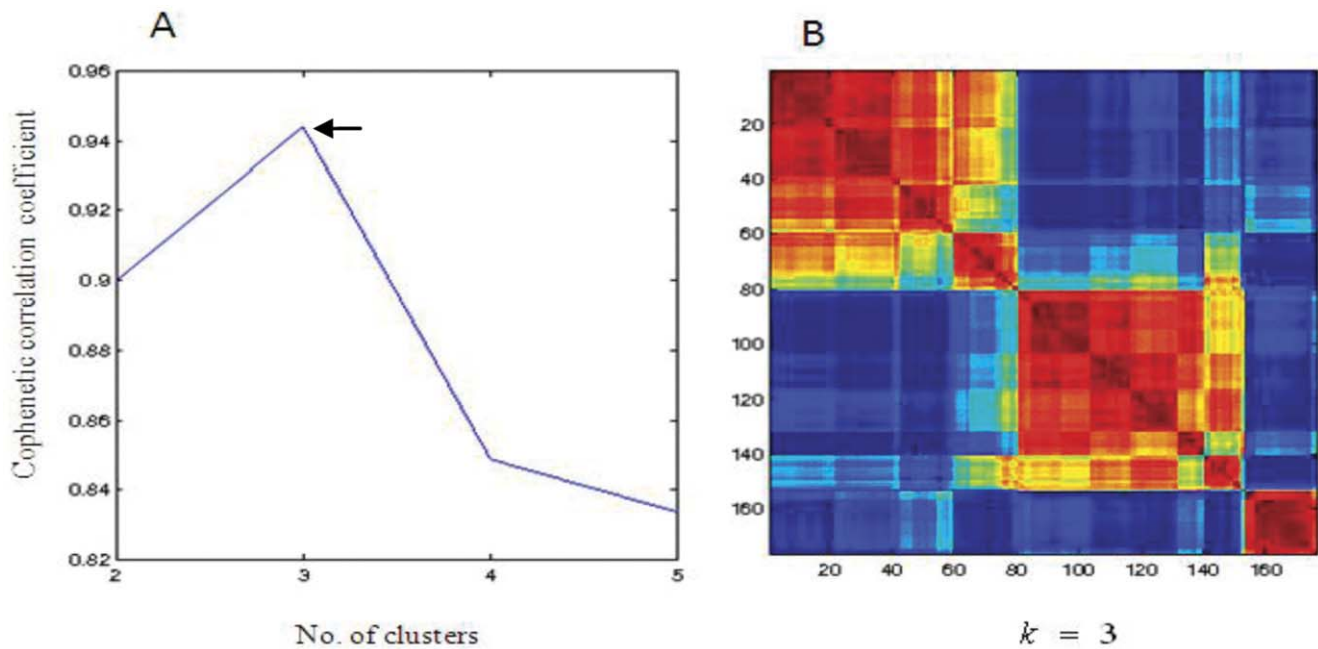 A
0.96
0.94
0.92
0.9
0.88
0.86
0.84
0.82
2 3 4 5
Cophenetic correlation coefficient
No. of clusters
B
20
40
60
80
100
120
140
160
20 40 60 80 100 120 140 160
k = 3